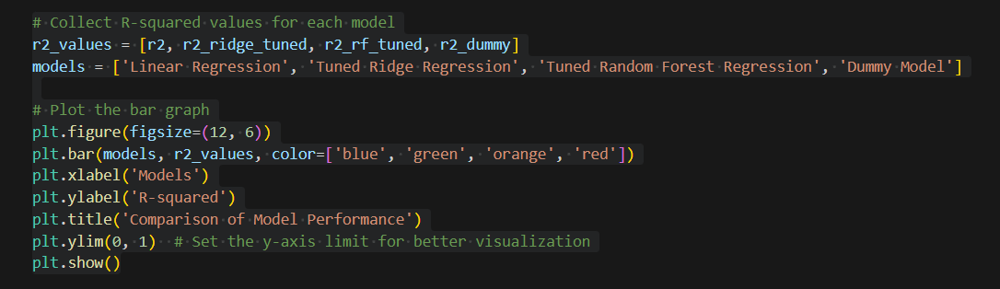 # Collect R-squared values for each model
r2_values = [r2, r2_ridge_tuned, r2_rf_tuned, r2_dummy]
models = ['Linear Regression', 'Tuned Ridge Regression', 'Tuned Random Forest Regression', 'Dummy Model']
# Plot the bar graph
plt.figure(figsize=(12, 6))
plt.bar(models, r2_values, color=['blue', 'green', 'orange', 'red'])
plt.xlabel('Models')
plt.ylabel('R-squared')
plt.title('Comparison of Model Performance')
plt.ylim(0, 1)  # Set the y-axis limit for better visualization
plt.show()